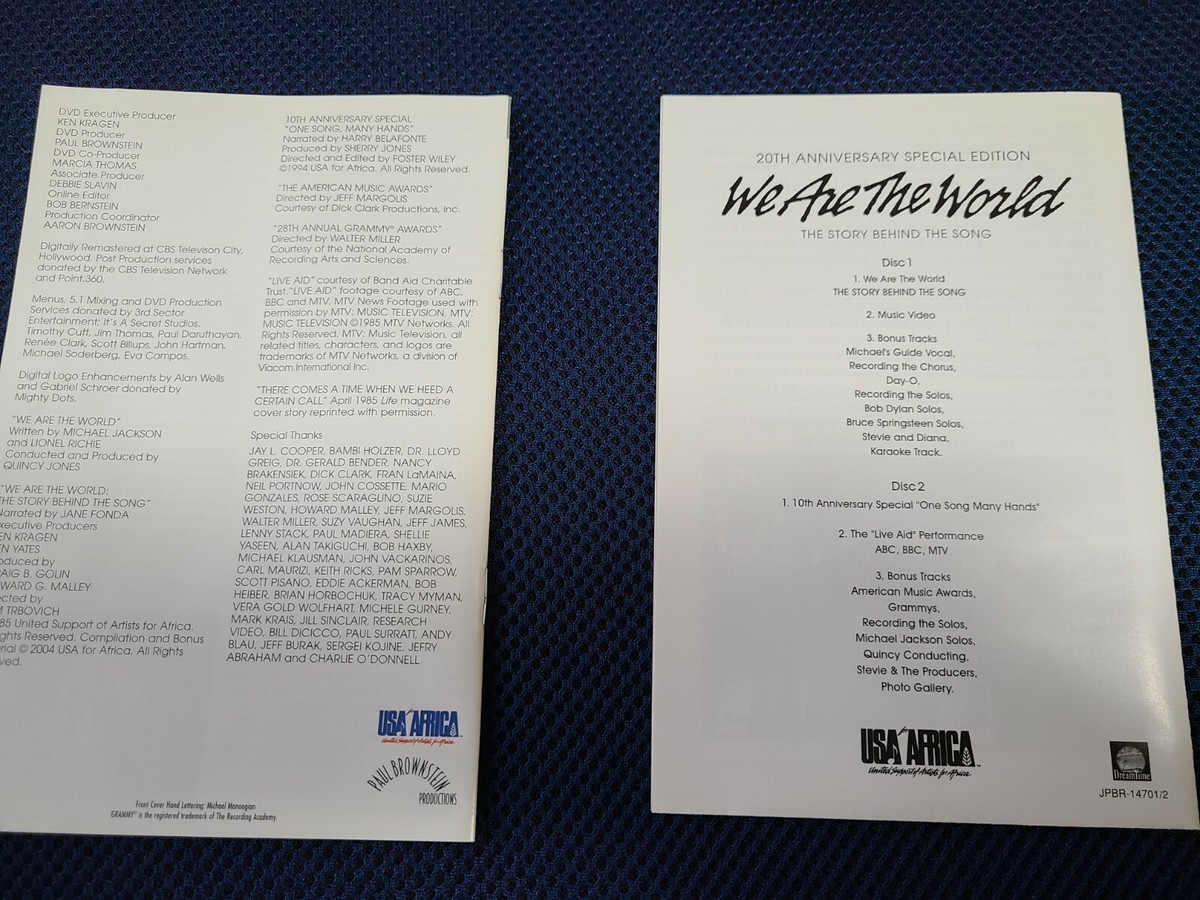 DVD Executive Producer
KEN KRAGEN
DVD Producer
PAUL BROWNSTEIN
DVD Co-Producer
MARCIA THOMAS
Associate Producer
DEBBIE SLAVIN
Online Editor
BOB BERNSTEIN
Production Coordinator
AARON BROWNSTEIN
Digitally Remastered at CBS Televison City,
Hollywood. Post Production services
donated by the CBS Television Network
and Point.360.
Menus, 5.1 Mixing and DVD Production
Services donated by 3rd Sector
Entertainment; It's A Secret Studios.
Timothy Cutt, Jim Thomas, Paul Daruthayan,
Renée Clark, Scott Billups, John Hartman,
Michael Soderberg, Eva Campos.
Digital Logo Enhancements by Alan Wells
and Gabriel Schroer donated by
Mighty Dots.
"WE ARE THE WORLD"
Written by MICHAEL JACKSON
and LIONEL RICHIE
Conducted and Produced by
QUINCY JONES
"WE ARE THE WORLD:
THE STORY BEHIND THE SONG"
Narrated by JANE FONDA
xecutive Producers
EN KRAGEN
EN YATES
oduced by
AIG B. GOLIN
WARD G. MALLEY
ected by
M TRBOVICH
85 United Support of Artists for Africa.
ghts Reserved. Compilation and Bonus
rial © 2004 USA for Africa. All Rights
ved.
10TH ANNIVERSARY SPECIAL
"ONE SONG, MANY HANDS"
Narrated by HARRY BELAFONTE
Produced by SHERRY JONES
Directed and Edited by FOSTER WILEY
©1994 USA for Africa. All Rights Reserved.
"THE AMERICAN MUSIC AWARDS"
Directed by JEFF MARGOLIS
Courtesy of Dick Clark Productions, Inc.
"28TH ANNUAL GRAMMY® AWARDS"
Directed by WALTER MILLER
Courtesy of the National Academy of
Recording Arts and Sciences.
"LIVE AID" courtesy of Band Aid Charitable
Trust. "LIVE AID" footage courtesy of ABC,
BBC and MTV. MTV News Footage used with
permission by MTV: MUSIC TELEVISION. MTV:
MUSIC TELEVISION ©1985 MTV Networks. All
Rights Reserved. MTV: Music Television, all
related titles, characters, and logos are
trademarks of MTV Networks, a division of
Viacom International Inc.
"THERE COMES A TIME WHEN WE HEED A
CERTAIN CALL" April 1985 Life magazine
cover story reprinted with permission.
Special Thanks
JAY L. COOPER, BAMBI HOLZER, DR. LLOYD
GREIG, DR. GERALD BENDER, NANCY
BRAKENSIEK, DICK CLARK, FRAN LaMAINA,
NEIL PORTNOW, JOHN COSSETTE, MARIO
GONZALES, ROSE SCARAGLINO, SUZIE
WESTON, HOWARD MALLEY, JEFF MARGOLIS,
WALTER MILLER, SUZY VAUGHAN, JEFF JAMES,
LENNY STACK, PAUL MADIERA, SHELLIE
YASEEN, ALAN TAKIGUCHI, BOB HAXBY,
MICHAEL KLAUSMAN, JOHN VACKARINOS,
CARL MAURIZI, KEITH RICKS, PAM SPARROW,
SCOTT PISANO, EDDIE ACKERMAN, BOB
HEIBER, BRIAN HORBOCHUK, TRACY MYMAN,
VERA GOLD WOLFHART, MICHELE GURNEY,
MARK KRAIS, JILL SINCLAIR, RESEARCH
VIDEO, BILL DICICCO, PAUL SURRATT, ANDY
BLAU, JEFF BURAK, SERGEI KOJINE, JEFRY
ABRAHAM and CHARLIE O'DONNELL
USA for AFRICA™
United Support of Artists for Africa
PAUL BROWNSTEIN
PRODUCTIONS
Front Cover Hand Lettering: Michael Manoogian
GRAMMY® is the registered trademark of The Recording Academy.
20TH ANNIVERSARY SPECIAL EDITION
We Are The World
THE STORY BEHIND THE SONG
Disc 1
1. We Are The World
THE STORY BEHIND THE SONG
2. Music Video
3. Bonus Tracks
Michael's Guide Vocal,
Recording the Chorus,
Day-O,
Recording the Solos,
Bob Dylan Solos,
Bruce Springsteen Solos,
Stevie and Diana,
Karaoke Track.
Disc 2
1. 10th Anniversary Special "One Song Many Hands"
2. The "Live Aid" Performance
ABC, BBC, MTV
3. Bonus Tracks
American Music Awards,
Grammys,
Recording the Solos,
Michael Jackson Solos,
Quincy Conducting,
Stevie & The Producers,
Photo Gallery.
USA for AFRICA™
United Support of Artists for Africa
DreamTime
JPBR-14701/2